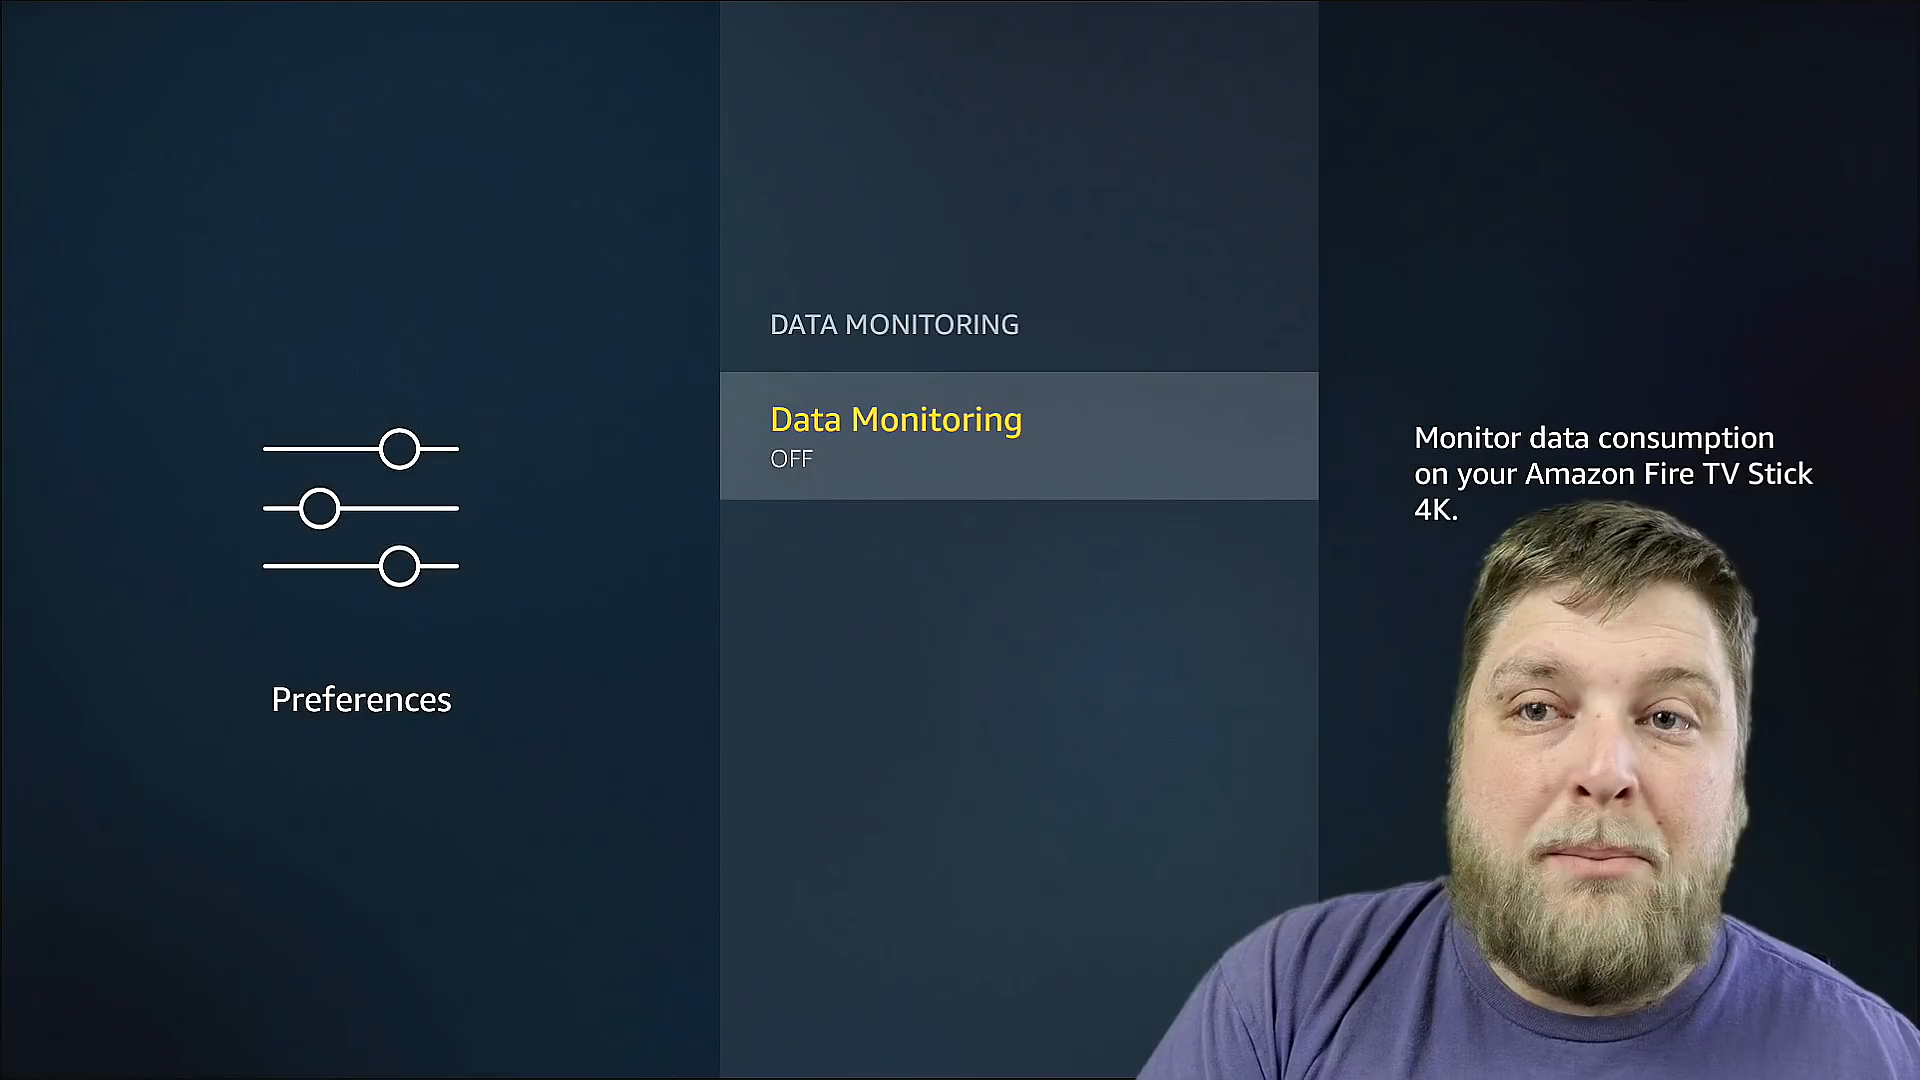 DATA MONITORING
Data Monitoring
OFF
Monitor data consumption
on your Amazon Fire TV Stick
4K.
Preferences